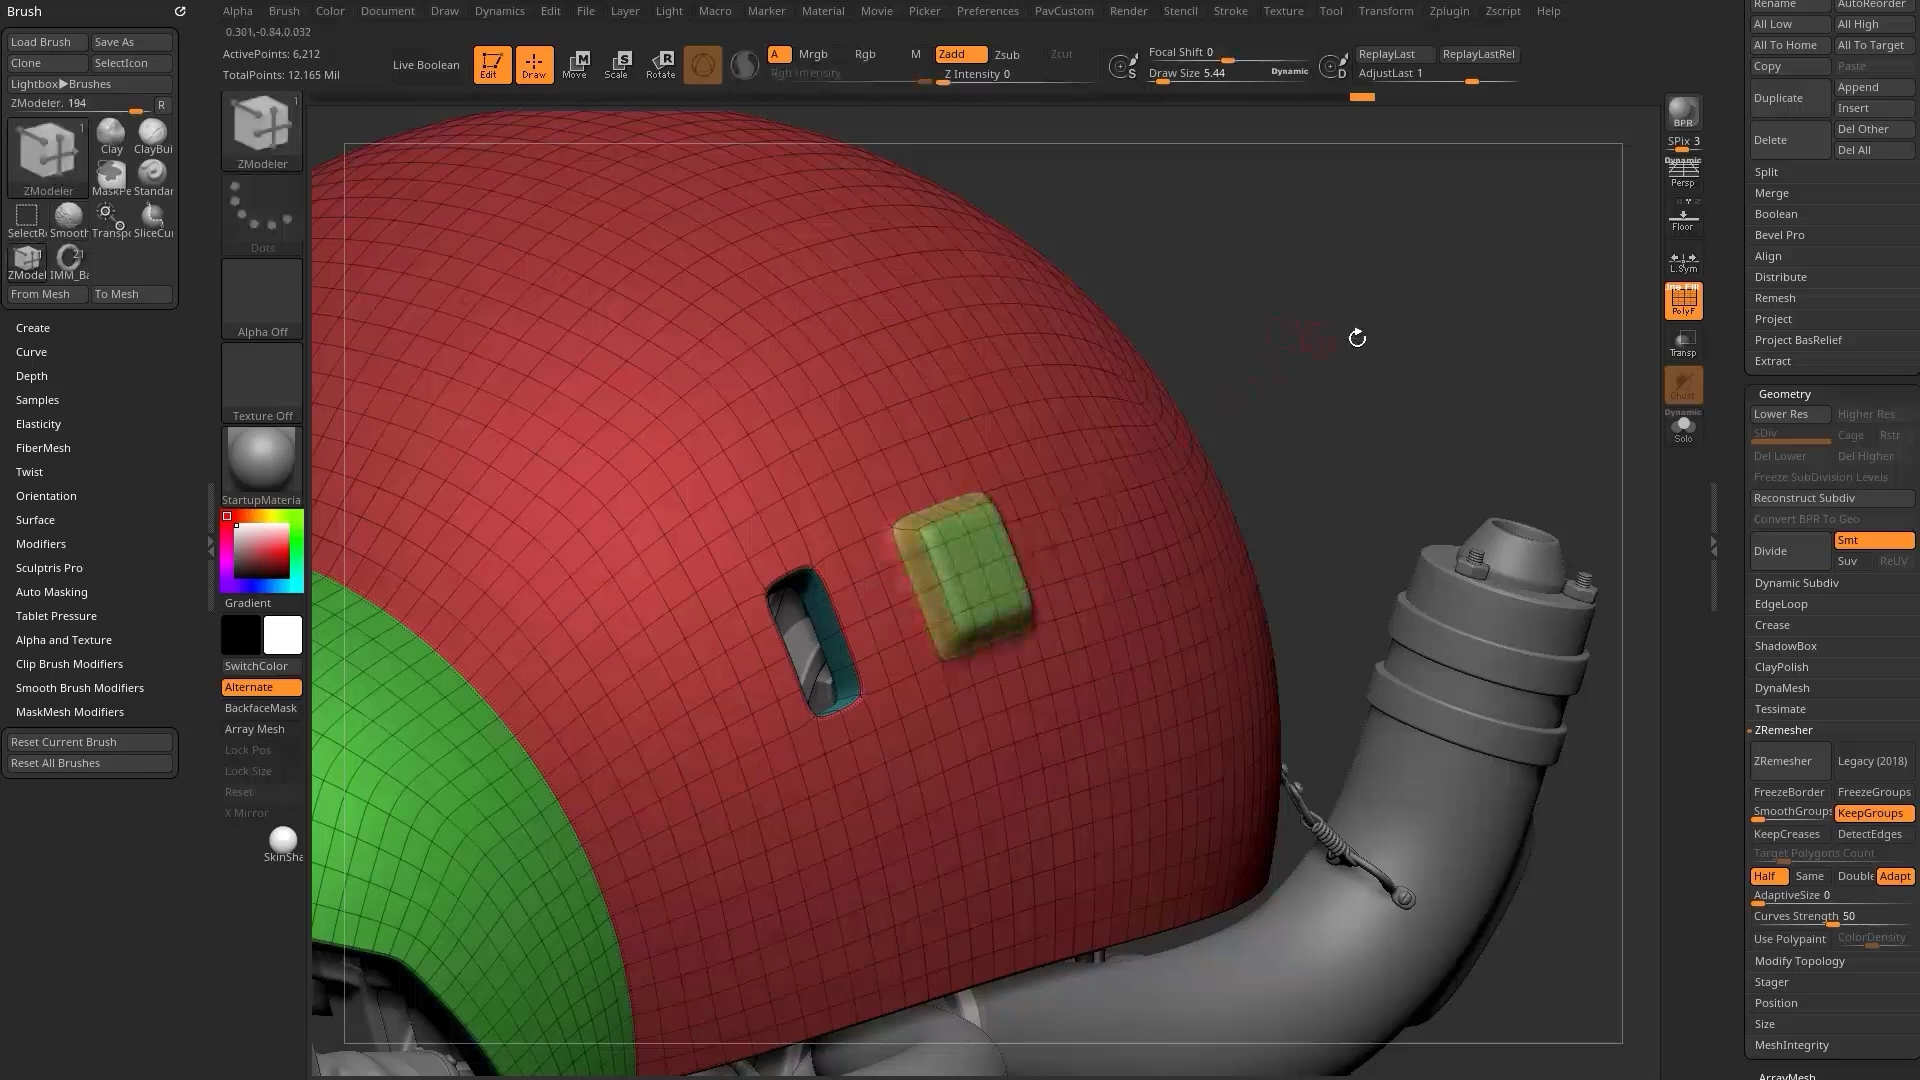 Brush
Alpha Brush Color Document Draw Dynamics Edit File Layer Light Macro Marker Material Movie Picker Preferences PavCustom Render Stencil Stroke Texture Tool Transform Zplugin Zscript Help
0.301,-0.84,0.032
ActivePoints: 6,212
TotalPoints: 12.165 Mil
Live Boolean
Edit Draw Move Scale Rotate
A Mrgb Rgb M Zadd Zsub Zcut
Rgb Intensity Z Intensity 0
Focal Shift 0
Draw Size 5.44 Dynamic
S D
ReplayLast ReplayLastRel
AdjustLast 1
Load Brush Save As
Clone SelectIcon
Lightbox▶Brushes
ZModeler. 194 R
1
ZModeler
Clay ClayBui
MaskPe Standar
SelectRe Smooth Transpo SliceCur
ZModel IMM_Ba
From Mesh To Mesh
Create
Curve
Depth
Samples
Elasticity
FiberMesh
Twist
Orientation
Surface
Modifiers
Sculptris Pro
Auto Masking
Tablet Pressure
Alpha and Texture
Clip Brush Modifiers
Smooth Brush Modifiers
MaskMesh Modifiers
Reset Current Brush
Reset All Brushes
1
ZModeler
Dots
Alpha Off
Texture Off
StartupMateria
Gradient
SwitchColor
Alternate
BackfaceMask
Array Mesh
Lock Pos
Lock Size
Reset
X Mirror
SkinSha
BPR
SPix 3
Dynamic
Persp
Floor
L.Sym
Line Fill
PolyF
Transp
Ghost
Dynamic
Solo
Rename AutoReorder
All Low All High
All To Home All To Target
Copy Paste
Duplicate Append
Insert
Delete Del Other
Del All
Split
Merge
Boolean
Bevel Pro
Align
Distribute
Remesh
Project
Project BasRelief
Extract
Geometry
Lower Res Higher Res
SDiv Cage Rstr
Del Lower Del Higher
Freeze SubDivision Levels
Reconstruct Subdiv
Convert BPR To Geo
Divide Smt
Suv ReUV
Dynamic Subdiv
EdgeLoop
Crease
ShadowBox
ClayPolish
DynaMesh
Tessimate
ZRemesher
ZRemesher Legacy (2018)
FreezeBorder FreezeGroups
SmoothGroups KeepGroups
KeepCreases DetectEdges
Target Polygons Count
Half Same Double Adapt
AdaptiveSize 0
Curves Strength 50
Use Polypaint ColorDensity
Modify Topology
Stager
Position
Size
MeshIntegrity
ArrayMesh